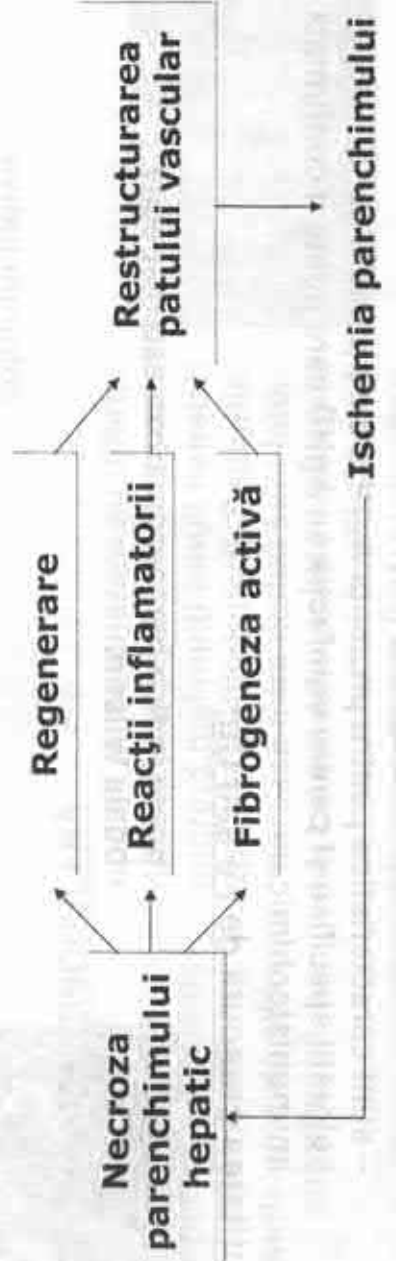 Necroza
parenchimului
hepatic
Regenerare
Reacţii inflamatorii
Fibrogeneza activă
Restructurarea
patului vascular
Ischemia parenchimului